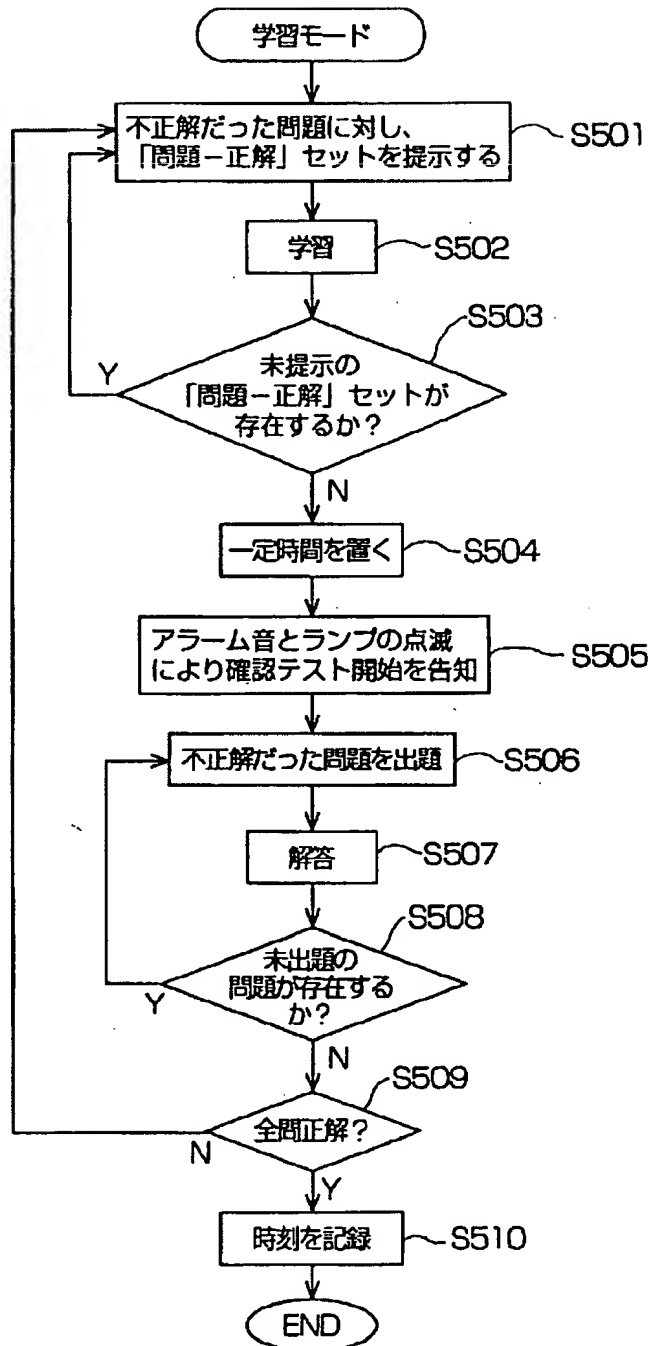 学習モード
不正解だった問題に対し、
「問題－正解」セットを提示する
S501
学習
S502
S503
未提示の
「問題－正解」セットが
存在するか？
Y
N
一定時間を置く
S504
アラーム音とランプの点滅
により確認テスト開始を告知
S505
不正解だった問題を出題
S506
解答
S507
S508
未出題の
問題が存在する
か？
Y
N
S509
全問正解？
N
Y
時刻を記録
S510
END